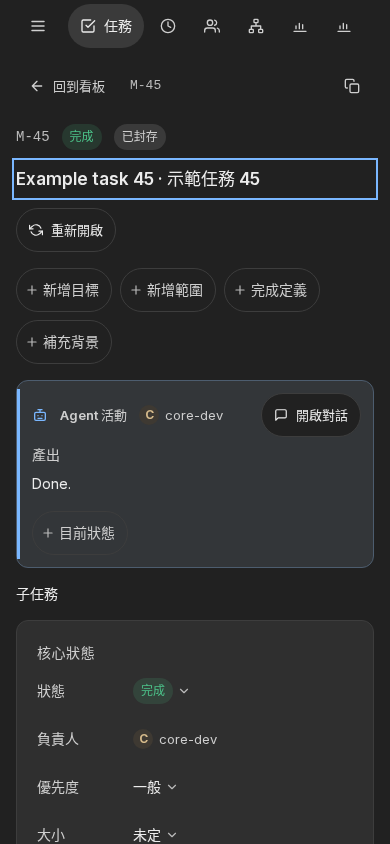 任務
回到看板 M-45
M-45 完成 已封存
Example task 45 · 示範任務 45
重新開啟
新增目標 新增範圍 完成定義
補充背景
Agent 活動 C core-dev 開啟對話
產出
Done.
目前狀態
子任務
核心狀態
狀態 完成
負責人 C core-dev
優先度 一般
大小 未定